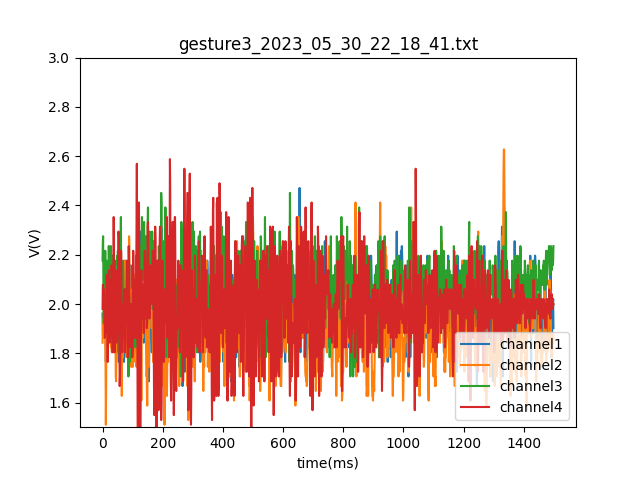 gesture3_2023_05_30_22_18_41.txt
3.0
2.8
2.6
2.4
2.2
2.0
1.8
1.6
V(V)
0 200 400 600 800 1000 1200 1400
time(ms)
channel1
channel2
channel3
channel4